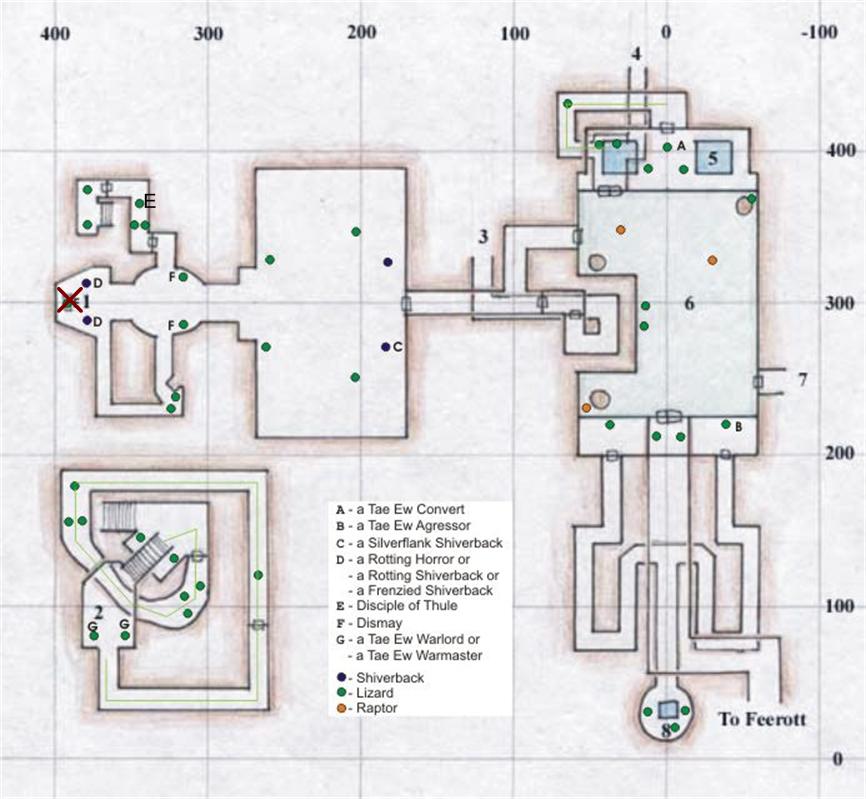 400 300 200 100 0 -100
4
A
5
400
E
3
D
F
1
300
6
D
F
C
7
B
200
A - a Tae Ew Convert
B - a Tae Ew Agressor
C - a Silverflank Shiverback
D - a Rotting Horror or
- a Rotting Shiverback or
- a Frenzied Shiverback
E - Disciple of Thule
F - Dismay
G - a Tae Ew Warlord or
- a Tae Ew Warmaster
- Shiverback
- Lizard
- Raptor
100
2
G G
To Feerott
8
0